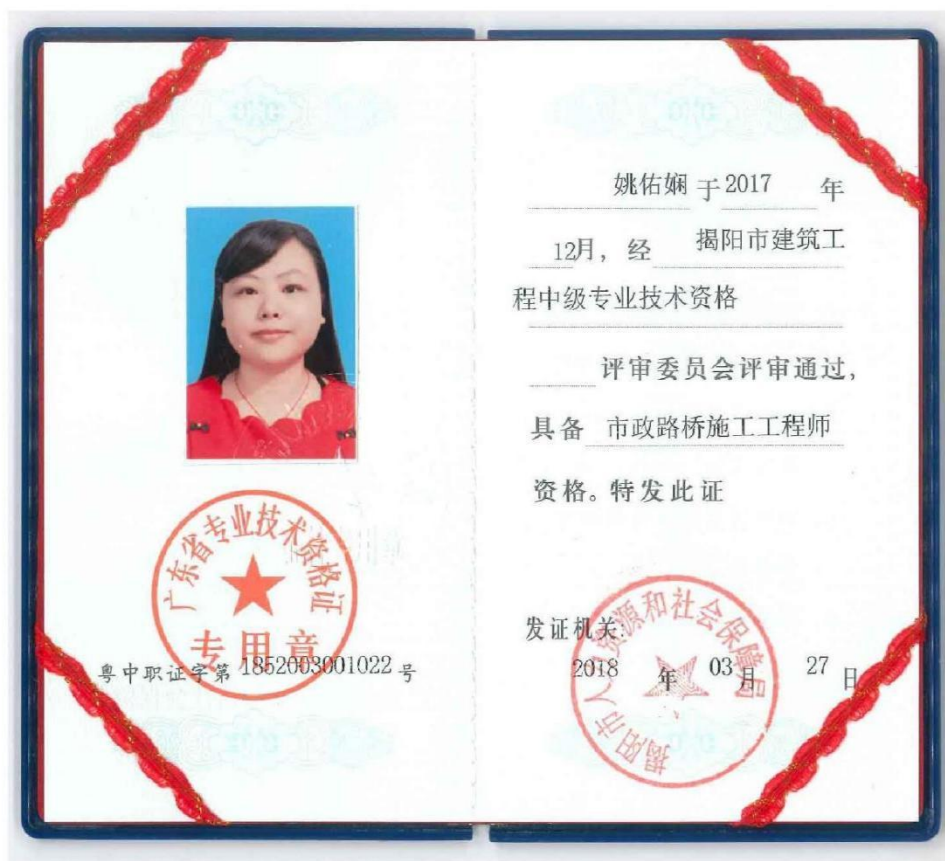 广东省专业技术资格证
专用章
粤中职证字第 1852003001022 号
姚佑娴 于 2017 年
12月，经 揭阳市建筑工
程中级专业技术资格
评审委员会评审通过，
具备 市政路桥施工工程师
资格。特发此证
发证机关：
2018 年 03 月 27 日
揭阳市人力资源和社会保障局